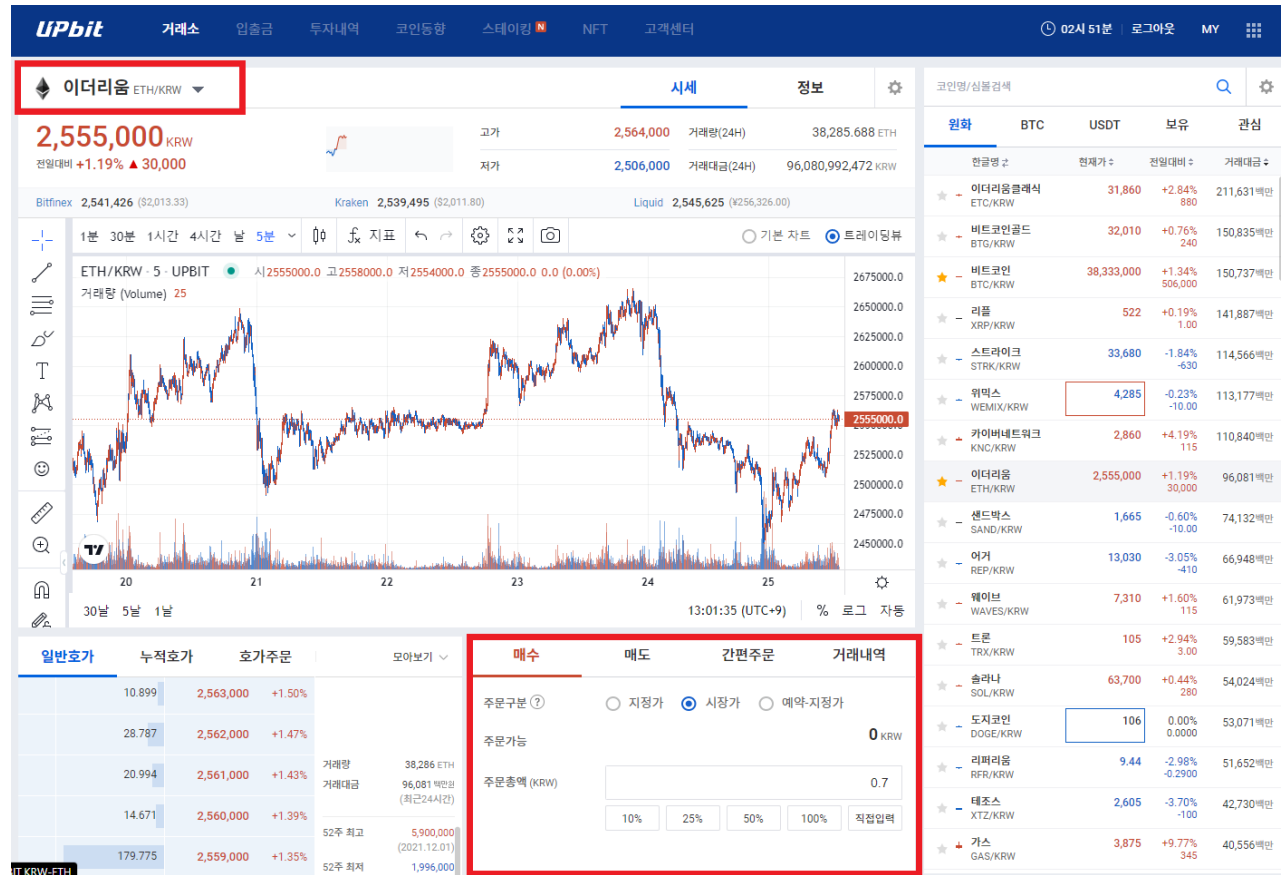 UPbit 거래소 입출금 투자내역 코인동향 스테이킹 N NFT 고객센터 02시 51분 로그아웃 MY
이더리움 ETH/KRW 시세 정보
2,555,000 KRW
전일대비 +1.19% ▲ 30,000
고가 2,564,000 거래량(24H) 38,285.688 ETH
저가 2,506,000 거래대금(24H) 96,080,992,472 KRW
Bitfinex 2,541,426 ($2,013.33) Kraken 2,539,495 ($2,011.80) Liquid 2,545,625 (¥256,326.00)
1분 30분 1시간 4시간 날 5분 fx 지표 기본 차트 트레이딩뷰
ETH/KRW · 5 · UPBIT 시2555000.0 고2558000.0 저2554000.0 종2555000.0 0.0 (0.00%)
거래량 (Volume) 25
2675000.0
2650000.0
2625000.0
2600000.0
2575000.0
2555000.0
2525000.0
2500000.0
2475000.0
2450000.0
20 21 22 23 24 25
30날 5날 1날 13:01:35 (UTC+9) % 로그 자동
일반호가 누적호가 호가주문 모아보기
10.899 2,563,000 +1.50%
28.787 2,562,000 +1.47%
20.994 2,561,000 +1.43%
14.671 2,560,000 +1.39%
179.775 2,559,000 +1.35%
거래량 38,286 ETH
거래대금 96,081 백만원
(최근24시간)
52주 최고 5,900,000
(2021.12.01)
52주 최저 1,996,000
IT KRW-ETH
매수 매도 간편주문 거래내역
주문구분 ? 지정가 시장가 예약-지정가
주문가능 0 KRW
주문총액 (KRW) 0.7
10% 25% 50% 100% 직접입력
코인명/심볼검색
원화 BTC USDT 보유 관심
한글명 현재가 전일대비 거래대금
이더리움클래식 31,860 +2.84% 211,631백만
ETC/KRW 880
비트코인골드 32,010 +0.76% 150,835백만
BTG/KRW 240
비트코인 38,333,000 +1.34% 150,737백만
BTC/KRW 506,000
리플 522 +0.19% 141,887백만
XRP/KRW 1.00
스트라이크 33,680 -1.84% 114,566백만
STRK/KRW -630
위믹스 4,285 -0.23% 113,177백만
WEMIX/KRW -10.00
카이버네트워크 2,860 +4.19% 110,840백만
KNC/KRW 115
이더리움 2,555,000 +1.19% 96,081백만
ETH/KRW 30,000
샌드박스 1,665 -0.60% 74,132백만
SAND/KRW -10.00
어거 13,030 -3.05% 66,948백만
REP/KRW -410
웨이브 7,310 +1.60% 61,973백만
WAVES/KRW 115
트론 105 +2.94% 59,583백만
TRX/KRW 3.00
솔라나 63,700 +0.44% 54,024백만
SOL/KRW 280
도지코인 106 0.00% 53,071백만
DOGE/KRW 0.0000
리퍼리움 9.44 -2.98% 51,652백만
RFR/KRW -0.2900
테조스 2,605 -3.70% 42,730백만
XTZ/KRW -100
가스 3,875 +9.77% 40,556백만
GAS/KRW 345